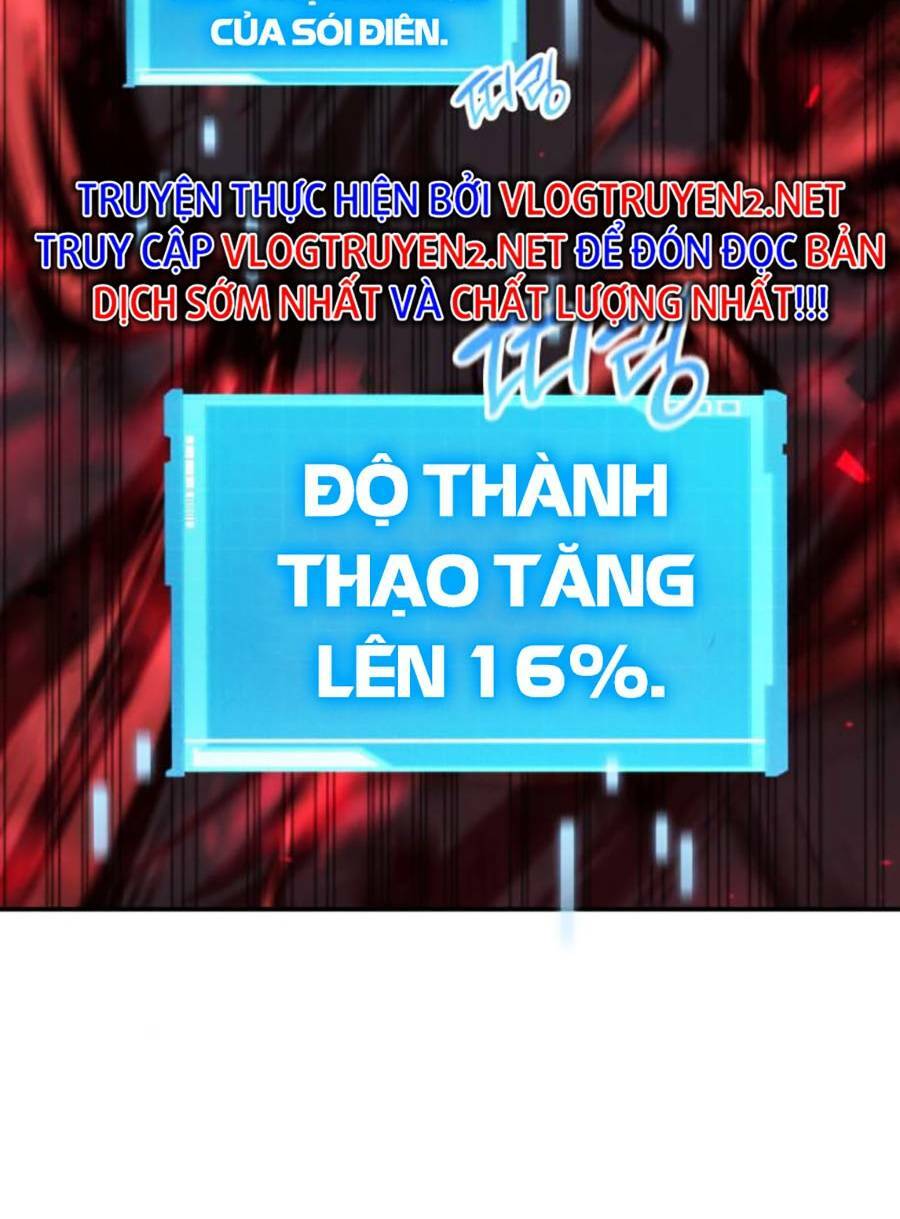 CỦA SÓI ĐIÊN.
띠링
TRUYỆN THỰC HIỆN BỞI VLOGTRUYEN2.NET
TRUY CẬP VLOGTRUYEN2.NET ĐỂ ĐÓN ĐỌC BẢN
DỊCH SỚM NHẤT VÀ CHẤT LƯỢNG NHẤT!!!
띠링
ĐỘ THÀNH
THẠO TĂNG
LÊN 16%.